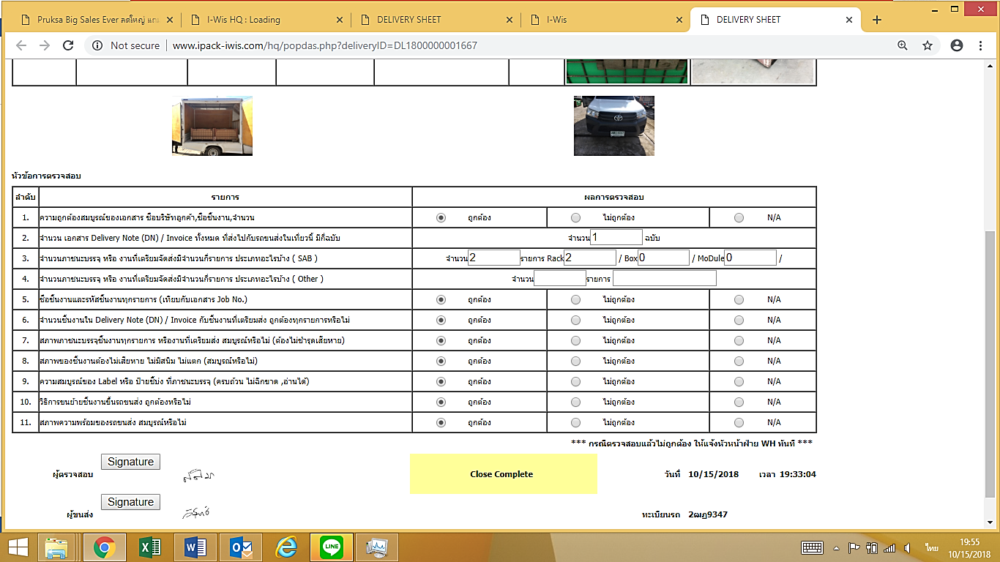 Pruksa Big Sales Ever ลดใหญ่ แถม
I-Wis HQ : Loading
DELIVERY SHEET
I-Wis
DELIVERY SHEET
Not secure | www.ipack-iwis.com/hq/popdas.php?deliveryID=DL1800000001667
หัวข้อการตรวจสอบ
ลำดับ รายการ ผลการตรวจสอบ
1. ความถูกต้องสมบูรณ์ของเอกสาร ชื่อบริษัทลูกค้า,ชื่อชิ้นงาน,จำนวน ถูกต้อง ไม่ถูกต้อง N/A
2. จำนวน เอกสาร Delivery Note (DN) / Invoice ทั้งหมด ที่ส่งไปกับรถขนส่งในเที่ยวนี้ มีกี่ฉบับ จำนวน 1 ฉบับ
3. จำนวนภาชนะบรรจุ หรือ งานที่เตรียมจัดส่งมีจำนวนกี่รายการ ประเภทอะไรบ้าง ( SAB ) จำนวน 2 รายการ Rack 2 / Box 0 / MoDule 0 /
4. จำนวนภาชนะบรรจุ หรือ งานที่เตรียมจัดส่งมีจำนวนกี่รายการ ประเภทอะไรบ้าง ( Other ) จำนวน รายการ
5. ชื่อชิ้นงานและรหัสชิ้นงานทุกรายการ (เทียบกับเอกสาร Job No.) ถูกต้อง ไม่ถูกต้อง N/A
6. จำนวนชิ้นงานใน Delivery Note (DN) / Invoice กับชิ้นงานที่เตรียมส่ง ถูกต้องทุกรายการหรือไม่ ถูกต้อง ไม่ถูกต้อง N/A
7. สภาพภาชนะบรรจุชิ้นงานทุกรายการ หรืองานที่เตรียมส่ง สมบูรณ์หรือไม่ (ต้องไม่ชำรุดเสียหาย) ถูกต้อง ไม่ถูกต้อง N/A
8. สภาพของชิ้นงานต้องไม่เสียหาย ไม่มีสนิม ไม่แตก (สมบูรณ์หรือไม่) ถูกต้อง ไม่ถูกต้อง N/A
9. ความสมบูรณ์ของ Label หรือ ป้ายชี้บ่ง ที่ภาชนะบรรจุ (ครบถ้วน ไม่ฉีกขาด ,อ่านได้) ถูกต้อง ไม่ถูกต้อง N/A
10. วิธีการขนย้ายชิ้นงานขึ้นรถขนส่ง ถูกต้องหรือไม่ ถูกต้อง ไม่ถูกต้อง N/A
11. สภาพความพร้อมของรถขนส่ง สมบูรณ์หรือไม่ ถูกต้อง ไม่ถูกต้อง N/A
*** กรณีตรวจสอบแล้วไม่ถูกต้อง ให้แจ้งหัวหน้าฝ่าย WH ทันที ***
ผู้ตรวจสอบ Signature Close Complete วันที่ 10/15/2018 เวลา 19:33:04
ผู้ขนส่ง Signature ทะเบียนรถ 2ฒฎ9347
LINE
ไทย
19:55
10/15/2018